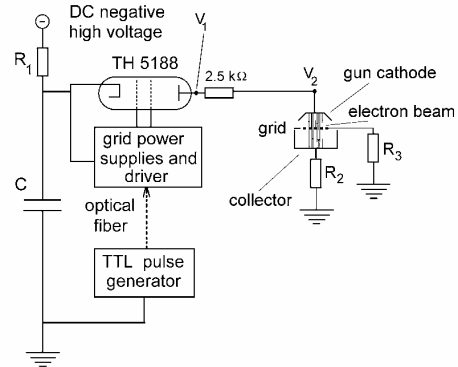 DC negative
high voltage
R1
TH 5188
V1
2.5 kΩ
V2
gun cathode
electron beam
grid
R3
grid power
supplies and
driver
R2
collector
C
optical
fiber
TTL pulse
generator